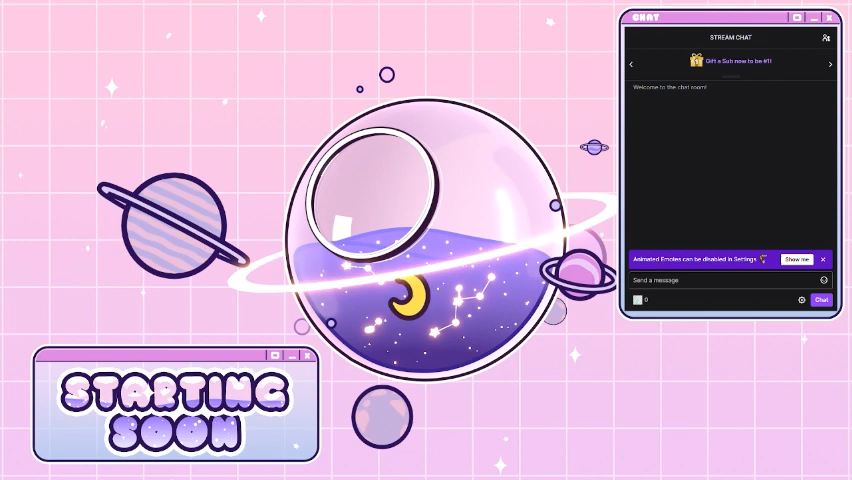 CHAT
STREAM CHAT
Gift a Sub now to be #1!
Welcome to the chat room!
Animated Emotes can be disabled in Settings
Show me
Send a message
0
Chat
STARTING
SOON